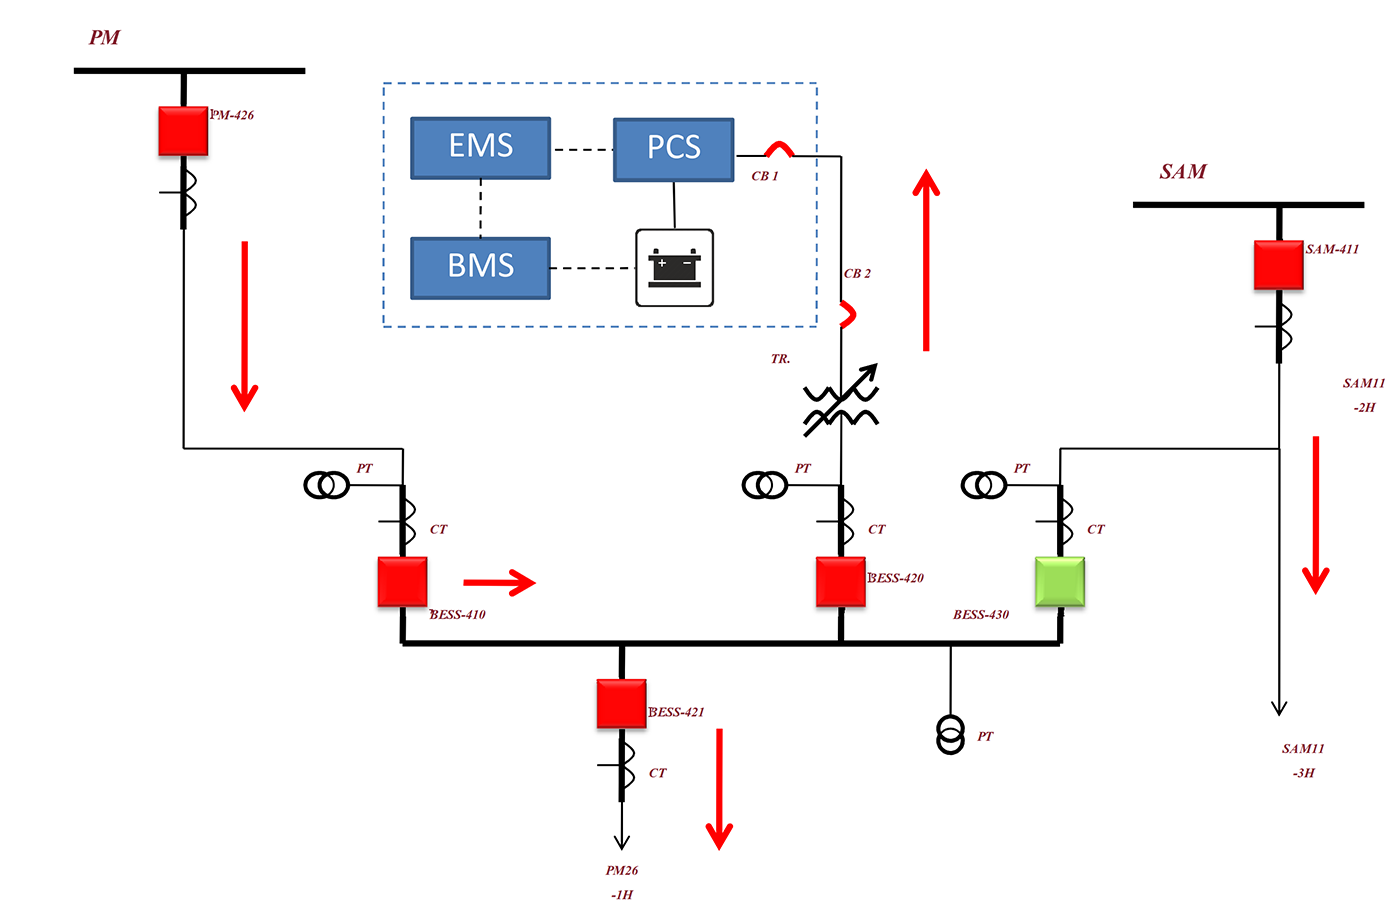 PM
PM-426
EMS
PCS
CB 1
SAM
SAM-411
BMS
+ −
CB 2
TR.
SAM11
-2H
PT
PT
PT
CT
CT
CT
BESS-410
BESS-420
BESS-430
BESS-421
PT
CT
SAM11
-3H
PM26
-1H